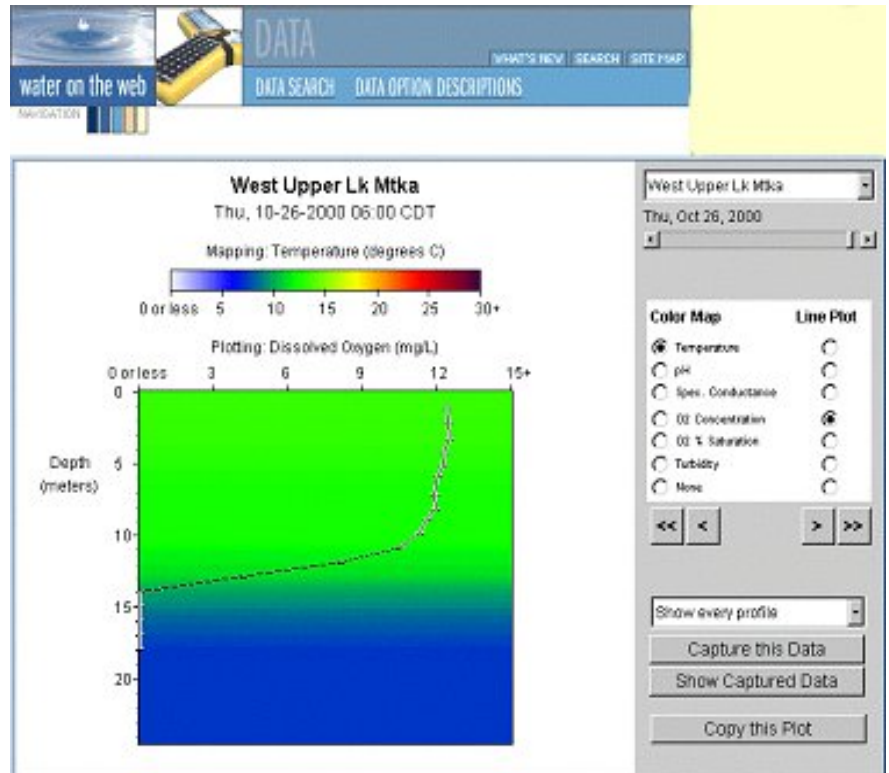 DATA
WHAT'S NEW SEARCH SITE MAP
water on the web
DATA SEARCH DATA OPTION DESCRIPTIONS
NAVIGATION
West Upper Lk Mtka
Thu, 10-26-2000 06:00 CDT
Mapping: Temperature (degrees C)
0 or less 5 10 15 20 25 30+
Plotting: Dissolved Oxygen (mg/L)
0 or less 3 6 9 12 15+
0
Depth 5
(meters)
10
15
20
West Upper Lk Mtka
Thu, Oct 26, 2000
Color Map Line Plot
Temperature
pH
Spec. Conductance
O2 Concentration
O2 % Saturation
Turbidity
None
<< < > >>
Show every profile
Capture this Data
Show Captured Data
Copy this Plot